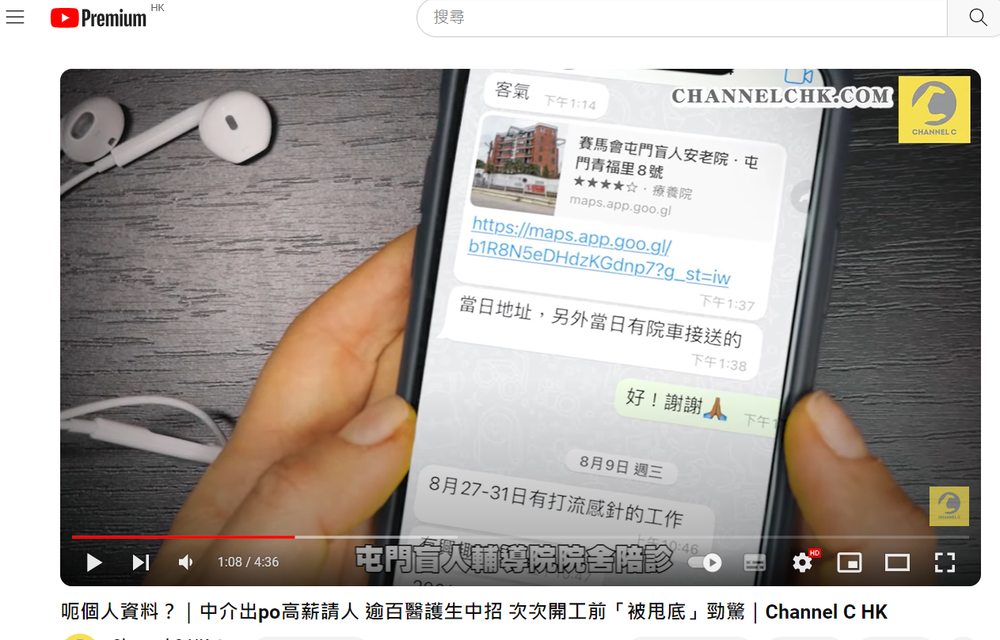 Premium
HK
搜尋
客氣
下午1:14
CHANNELCHK.COM
CHANNEL C
賽馬會屯門盲人安老院 · 屯
門青福里8號
★★★★☆ · 療養院
maps.app.goo.gl
https://maps.app.goo.gl/
b1R8N5eDHdzKGdnp7?g_st=iw
下午1:37
當日地址，另外當日有院車接送的
下午1:38
好！謝謝🙏🏾
下午1
8月9日 週三
8月27-31日有打流感針的工作
上午10:46
有興趣
屯門盲人輔導院院舍陪診
1:08 / 4:36
HD
CHANNEL C
呃個人資料？｜中介出po高薪請人 逾百醫護生中招 次次開工前「被甩底」勁驚｜Channel C HK